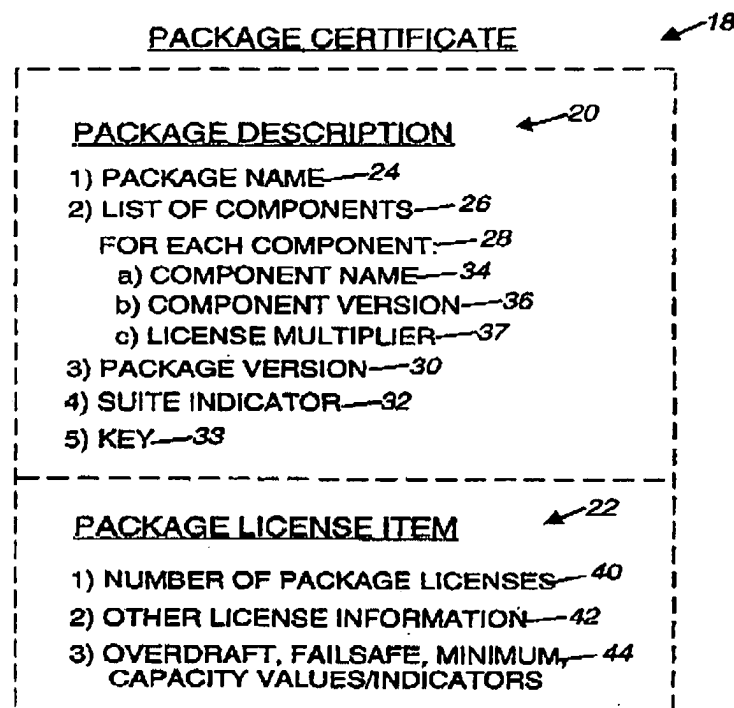 PACKAGE CERTIFICATE 18
PACKAGE DESCRIPTION 20
1) PACKAGE NAME 24
2) LIST OF COMPONENTS 26
FOR EACH COMPONENT: 28
a) COMPONENT NAME 34
b) COMPONENT VERSION 36
c) LICENSE MULTIPLIER 37
3) PACKAGE VERSION 30
4) SUITE INDICATOR 32
5) KEY 33
PACKAGE LICENSE ITEM 22
1) NUMBER OF PACKAGE LICENSES 40
2) OTHER LICENSE INFORMATION 42
3) OVERDRAFT, FAILSAFE, MINIMUM, 44
CAPACITY VALUES/INDICATORS